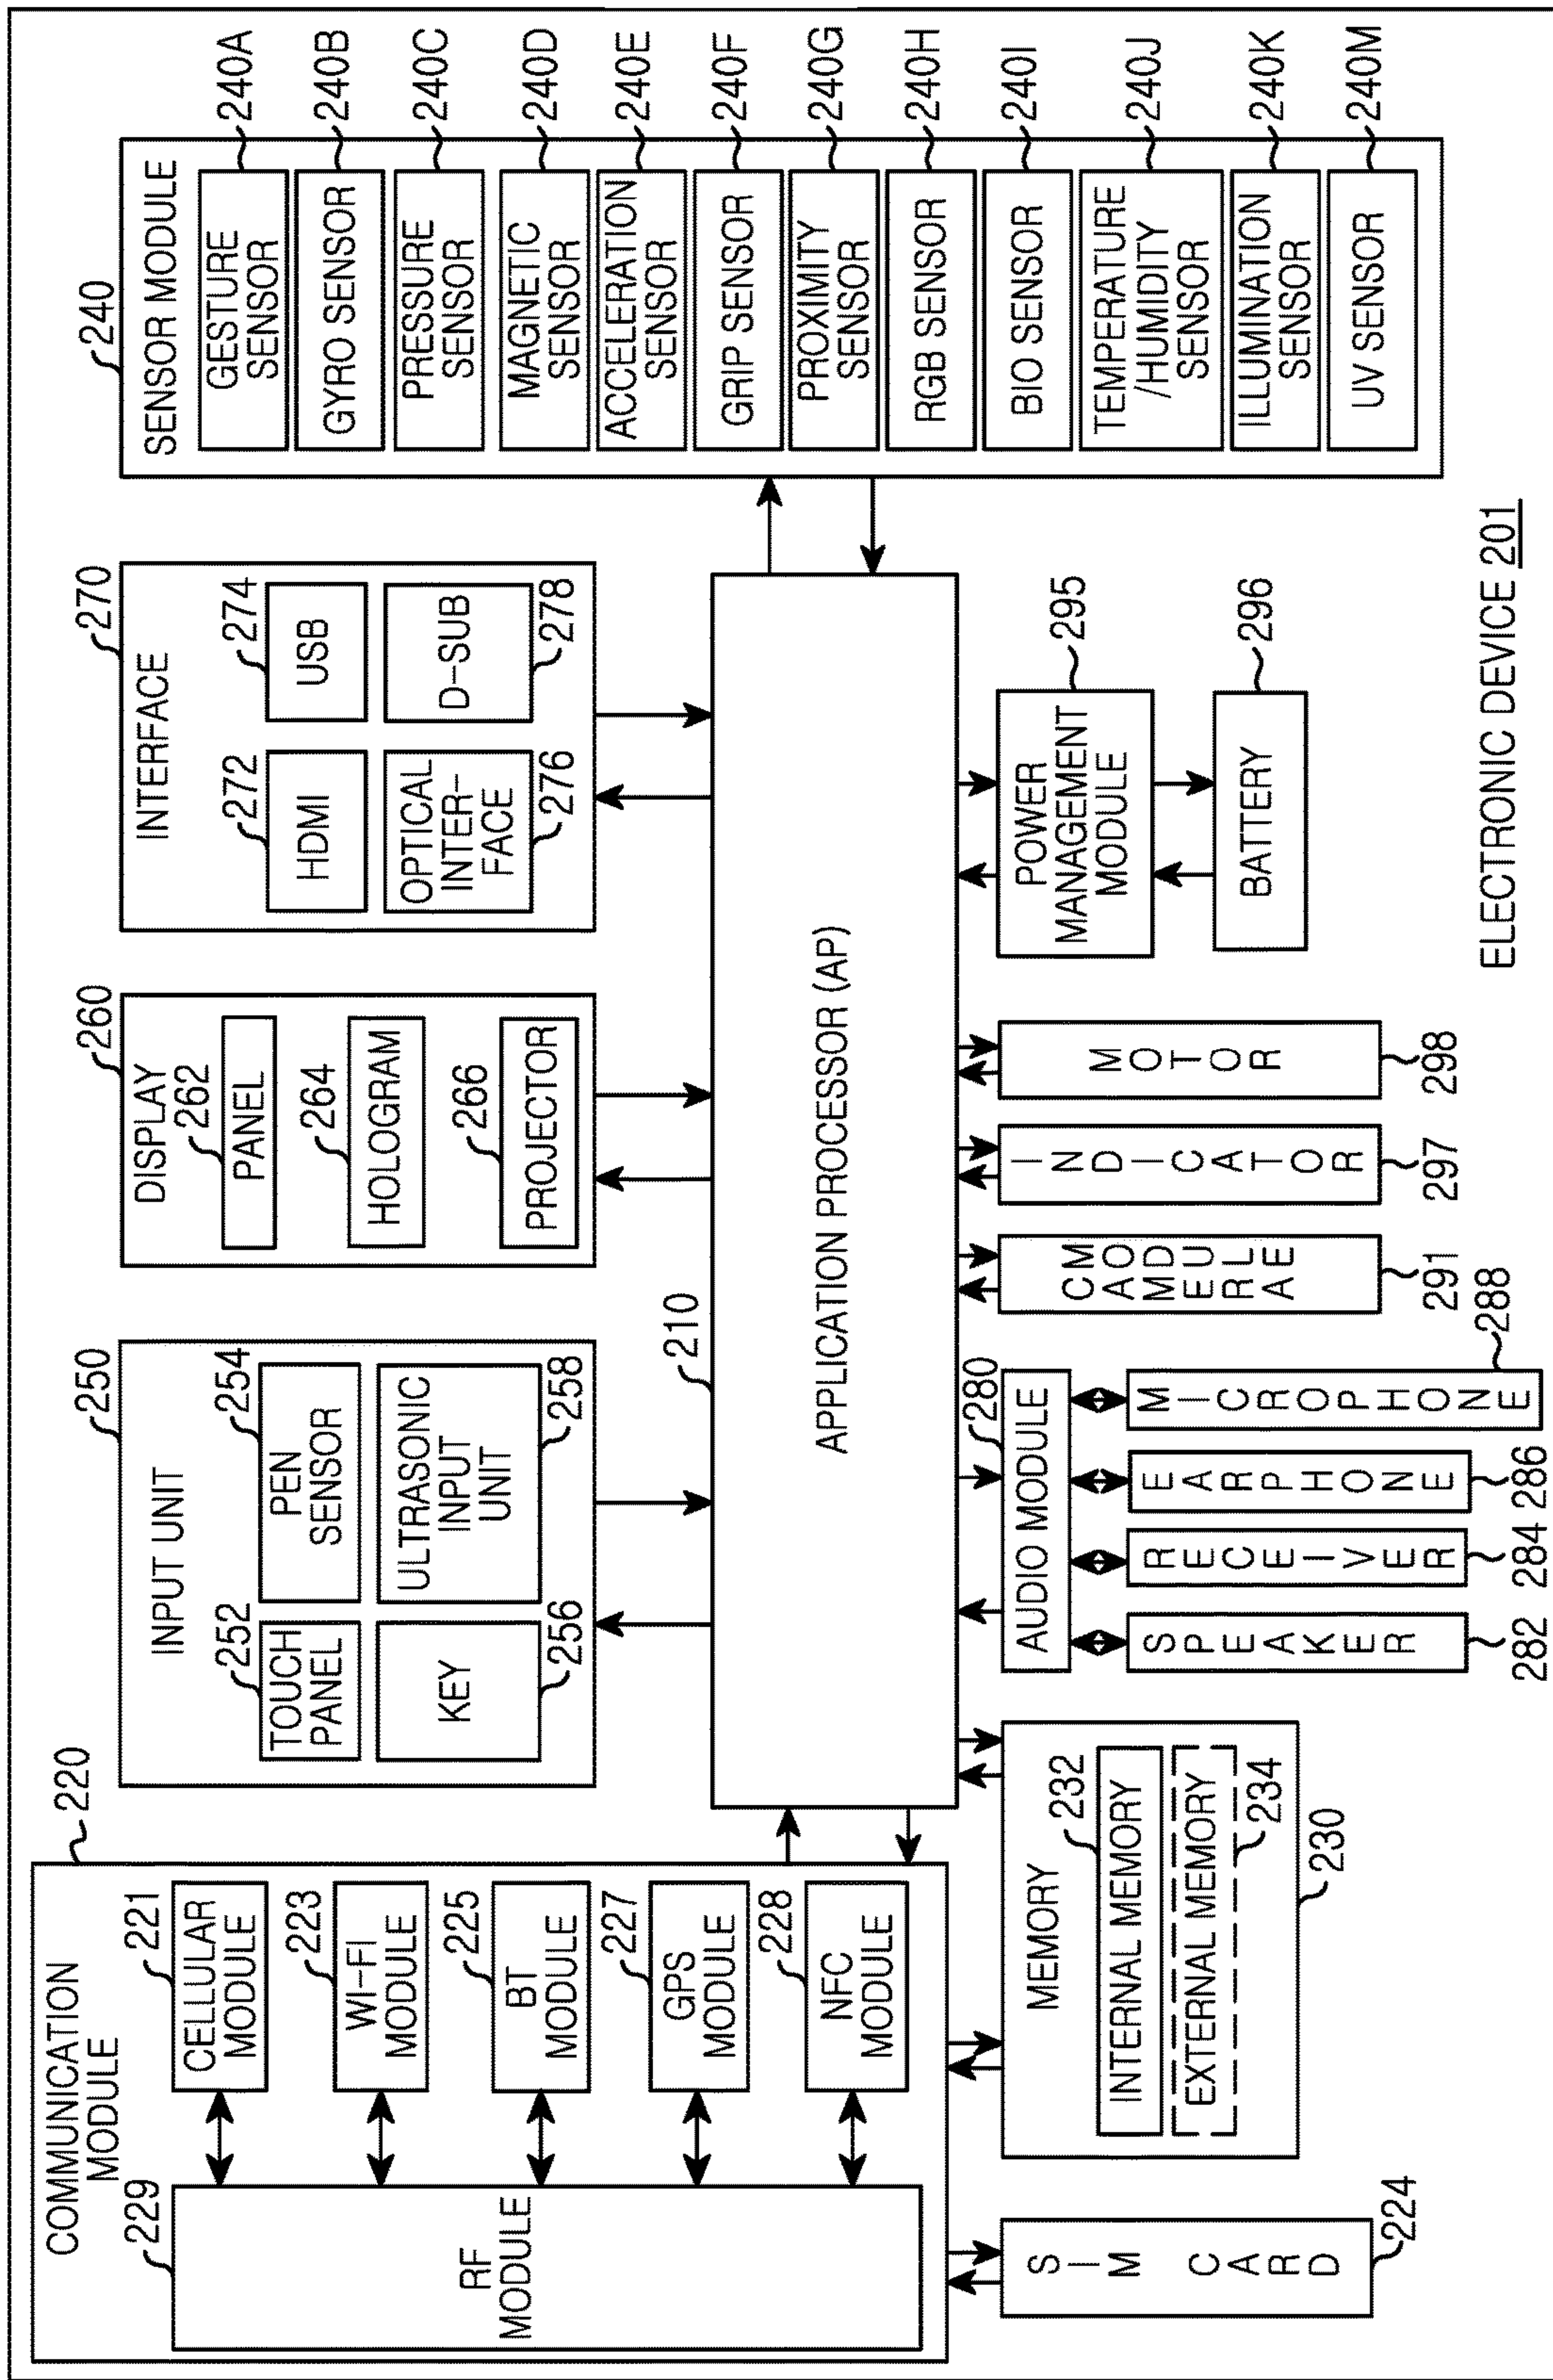 COMMUNICATION
MODULE
220
229
RF
MODULE
221
CELLULAR
MODULE
223
WI-FI
MODULE
225
BT
MODULE
227
GPS
MODULE
228
NFC
MODULE
INPUT UNIT
250
252
TOUCH
PANEL
254
PEN
SENSOR
KEY
256
ULTRASONIC
INPUT
UNIT
258
DISPLAY
260
262
PANEL
264
HOLOGRAM
266
PROJECTOR
INTERFACE
270
272
HDMI
274
USB
OPTICAL
INTER-
FACE
276
D-SUB
278
240
SENSOR MODULE
GESTURE
SENSOR
240A
GYRO SENSOR
240B
PRESSURE
SENSOR
240C
MAGNETIC
SENSOR
240D
ACCELERATION
SENSOR
240E
GRIP SENSOR
240F
PROXIMITY
SENSOR
240G
RGB SENSOR
240H
BIO SENSOR
240I
TEMPERATURE
/HUMIDITY
SENSOR
240J
ILLUMINATION
SENSOR
240K
UV SENSOR
240M
210
APPLICATION PROCESSOR (AP)
SIM CARD
224
MEMORY
232
INTERNAL MEMORY
EXTERNAL MEMORY
234
230
280
AUDIO MODULE
SPEAKER
282
RECEIVER
284
EARPHONE
286
MICROPHONE
288
CAMERA
MODULE
291
INDICATOR
297
MOTOR
298
POWER
MANAGEMENT
MODULE
295
BATTERY
296
ELECTRONIC DEVICE 201